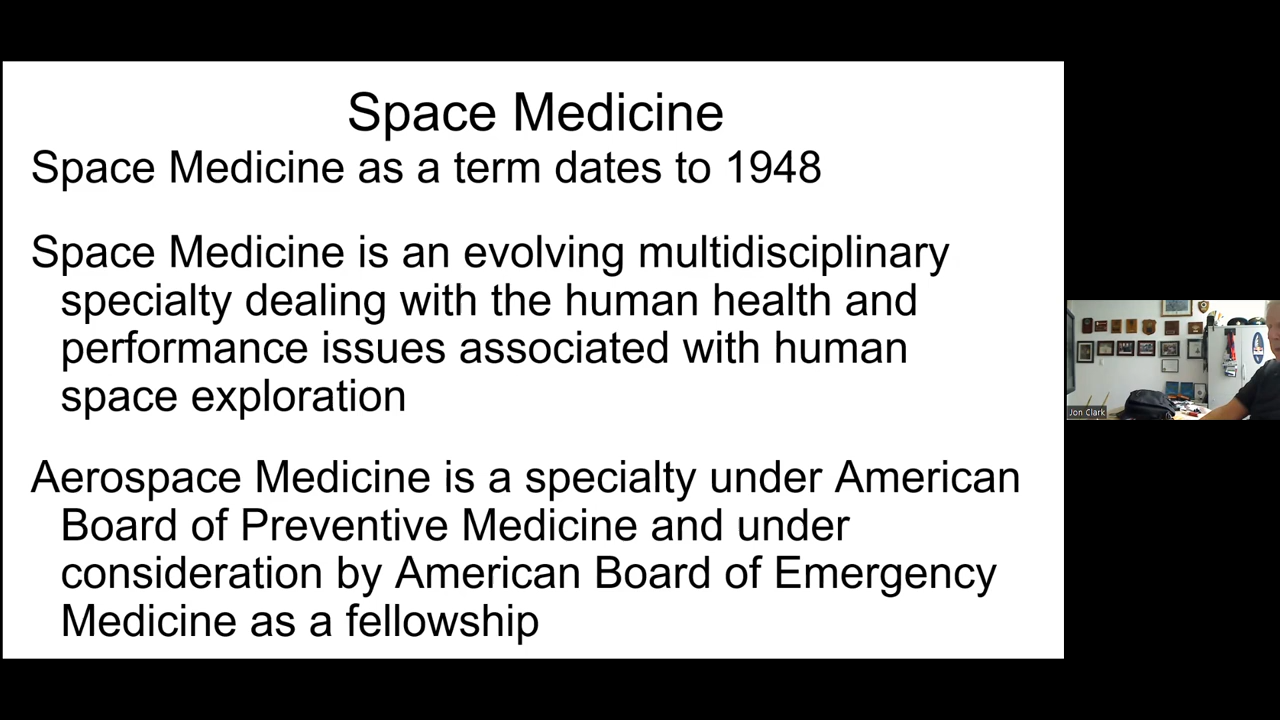 Space Medicine
Space Medicine as a term dates to 1948
Space Medicine is an evolving multidisciplinary
specialty dealing with the human health and
performance issues associated with human
space exploration
Aerospace Medicine is a specialty under American
Board of Preventive Medicine and under
consideration by American Board of Emergency
Medicine as a fellowship
Jon Clark